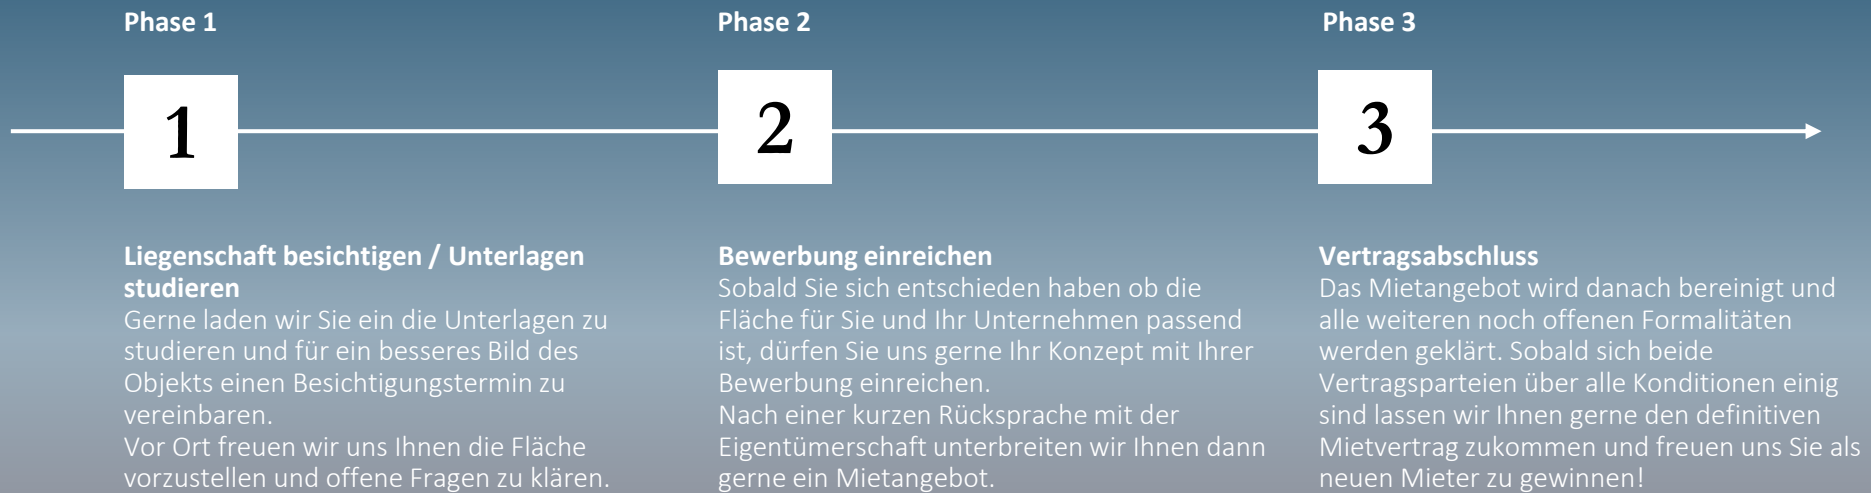 Phase 1
1
Liegenschaft besichtigen / Unterlagen
studieren
Gerne laden wir Sie ein die Unterlagen zu
studieren und für ein besseres Bild des
Objekts einen Besichtigungstermin zu
vereinbaren.
Vor Ort freuen wir uns Ihnen die Fläche
vorzustellen und offene Fragen zu klären.
Phase 2
2
Bewerbung einreichen
Sobald Sie sich entschieden haben ob die
Fläche für Sie und Ihr Unternehmen passend
ist, dürfen Sie uns gerne Ihr Konzept mit Ihrer
Bewerbung einreichen.
Nach einer kurzen Rücksprache mit der
Eigentümerschaft unterbreiten wir Ihnen dann
gerne ein Mietangebot.
Phase 3
3
Vertragsabschluss
Das Mietangebot wird danach bereinigt und
alle weiteren noch offenen Formalitäten
werden geklärt. Sobald sich beide
Vertragsparteien über alle Konditionen einig
sind lassen wir Ihnen gerne den definitiven
Mietvertrag zukommen und freuen uns Sie als
neuen Mieter zu gewinnen!